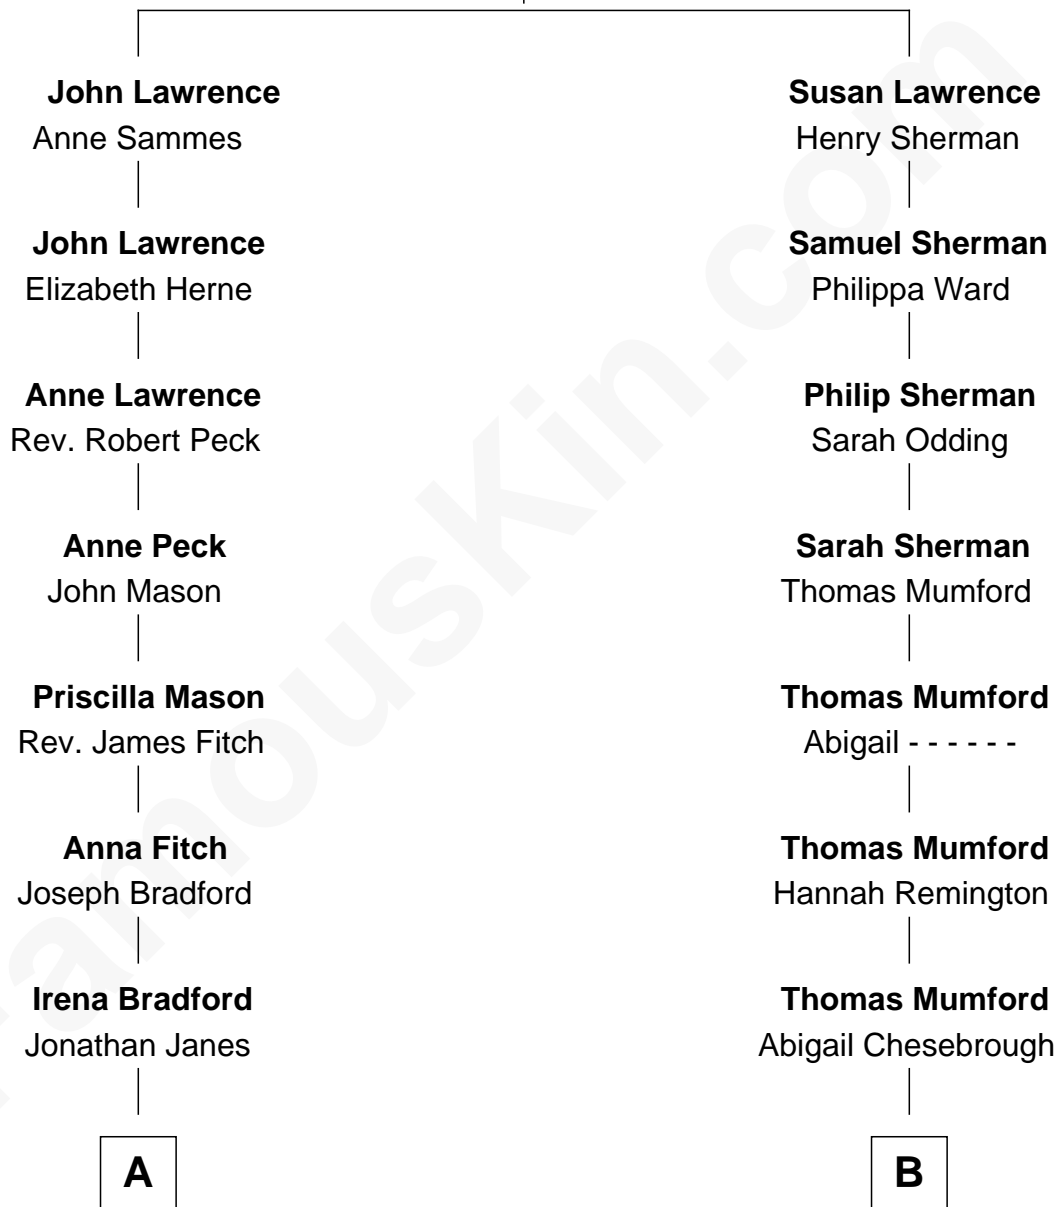 John Lawrence
Anne Sammes
John Lawrence
Elizabeth Herne
Anne Lawrence
Rev. Robert Peck
Anne Peck
John Mason
Priscilla Mason
Rev. James Fitch
Anna Fitch
Joseph Bradford
Irena Bradford
Jonathan Janes
A
Susan Lawrence
Henry Sherman
Samuel Sherman
Philippa Ward
Philip Sherman
Sarah Odding
Sarah Sherman
Thomas Mumford
Thomas Mumford
Abigail - - - - - -
Thomas Mumford
Hannah Remington
Thomas Mumford
Abigail Chesebrough
B
FamousKin.com